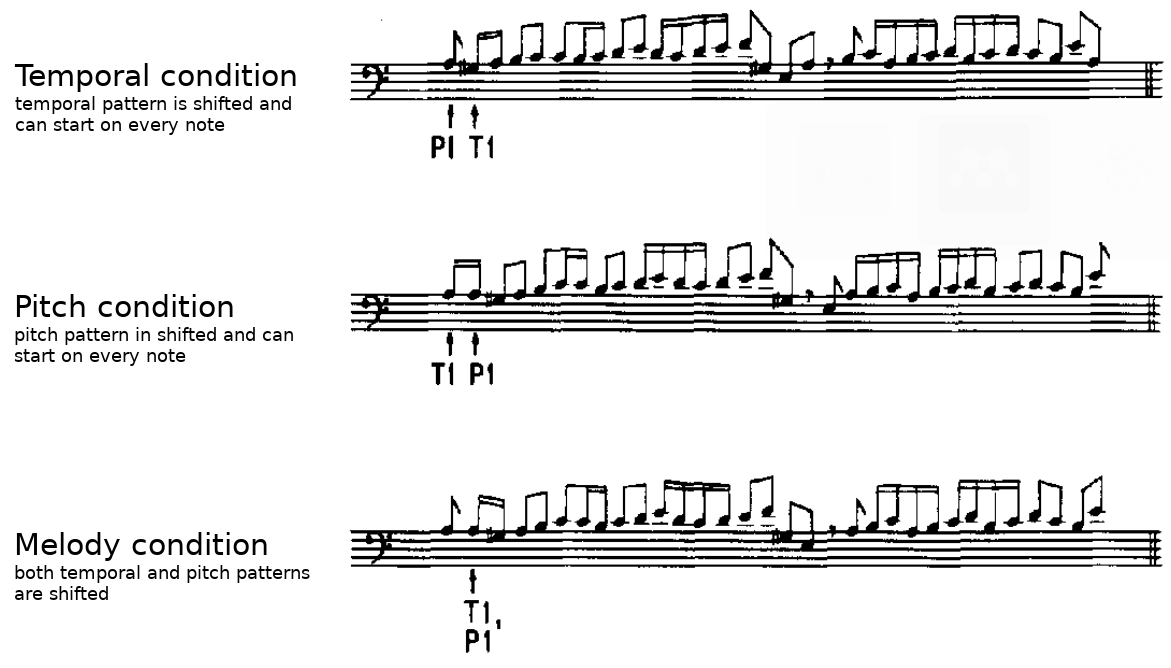 Temporal condition
temporal pattern is shifted and
can start on every note
P1 T1
Pitch condition
pitch pattern in shifted and can
start on every note
T1 P1
Melody condition
both temporal and pitch patterns
are shifted
T1,
P1